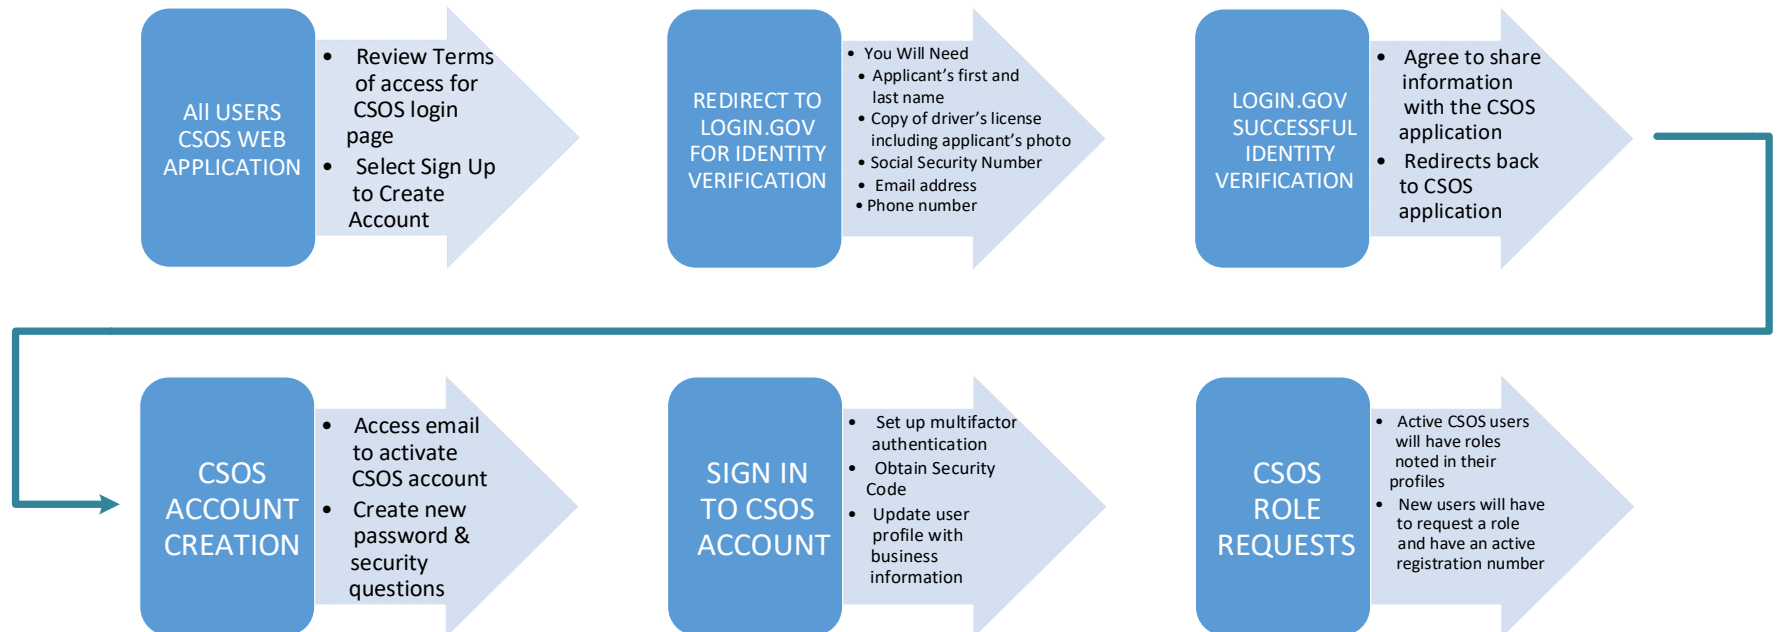 All USERS
CSOS WEB
APPLICATION
• Review Terms
of access for
CSOS login
page
• Select Sign Up
to Create
Account
REDIRECT TO
LOGIN.GOV
FOR IDENTITY
VERIFICATION
• You Will Need
• Applicant's first and
last name
• Copy of driver's license
including applicant's photo
• Social Security Number
• Email address
• Phone number
LOGIN.GOV
SUCCESSFUL
IDENTITY
VERIFICATION
• Agree to share
information
with the CSOS
application
• Redirects back
to CSOS
application
CSOS
ACCOUNT
CREATION
• Access email
to activate
CSOS account
• Create new
password &
security
questions
SIGN IN
TO CSOS
ACCOUNT
• Set up multifactor
authentication
• Obtain Security
Code
• Update user
profile with
business
information
CSOS
ROLE
REQUESTS
• Active CSOS users
will have roles
noted in their
profiles
• New users will have
to request a role
and have an active
registration number